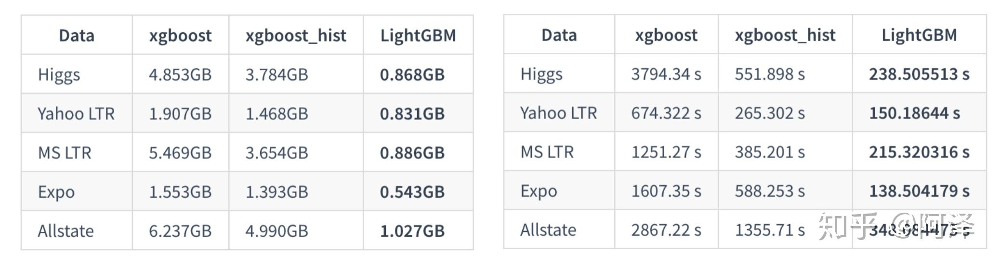 Data xgboost xgboost_hist LightGBM
Higgs 4.853GB 3.784GB 0.868GB
Yahoo LTR 1.907GB 1.468GB 0.831GB
MS LTR 5.469GB 3.654GB 0.886GB
Expo 1.553GB 1.393GB 0.543GB
Allstate 6.237GB 4.990GB 1.027GB
Data xgboost xgboost_hist LightGBM
Higgs 3794.34 s 551.898 s 238.505513 s
Yahoo LTR 674.322 s 265.302 s 150.18644 s
MS LTR 1251.27 s 385.201 s 215.320316 s
Expo 1607.35 s 588.253 s 138.504179 s
Allstate 2867.22 s 1355.71 s 348.084475 s
知乎 @阿泽